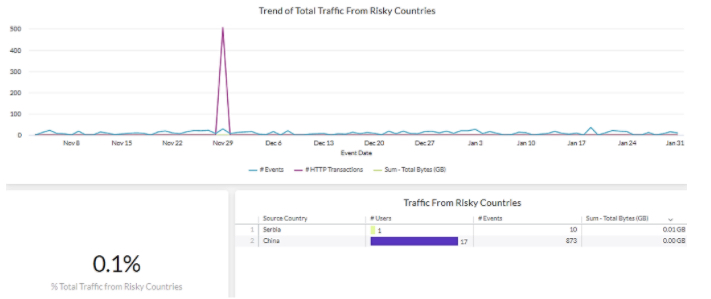 Trend of Total Traffic From Risky Countries
500
400
300
200
100
0
Nov 8 Nov 15 Nov 22 Nov 29 Dec 6 Dec 13 Dec 20 Dec 27 Jan 3 Jan 10 Jan 17 Jan 24 Jan 31
Event Date
# Events # HTTP Transactions Sum - Total Bytes (GB)
0.1%
% Total Traffic from Risky Countries
Traffic From Risky Countries
Source Country # Users # Events Sum - Total Bytes (GB)
1 Serbia 1 10 0.01 GB
2 China 17 873 0.00 GB